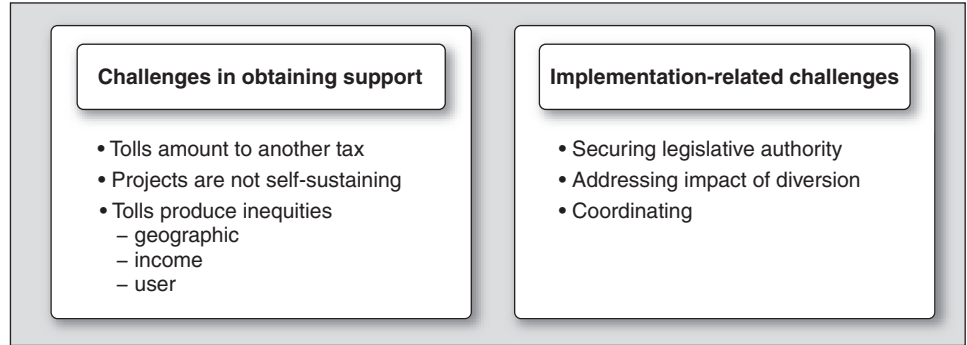 Challenges in obtaining support
• Tolls amount to another tax
• Projects are not self-sustaining
• Tolls produce inequities
– geographic
– income
– user
Implementation-related challenges
• Securing legislative authority
• Addressing impact of diversion
• Coordinating